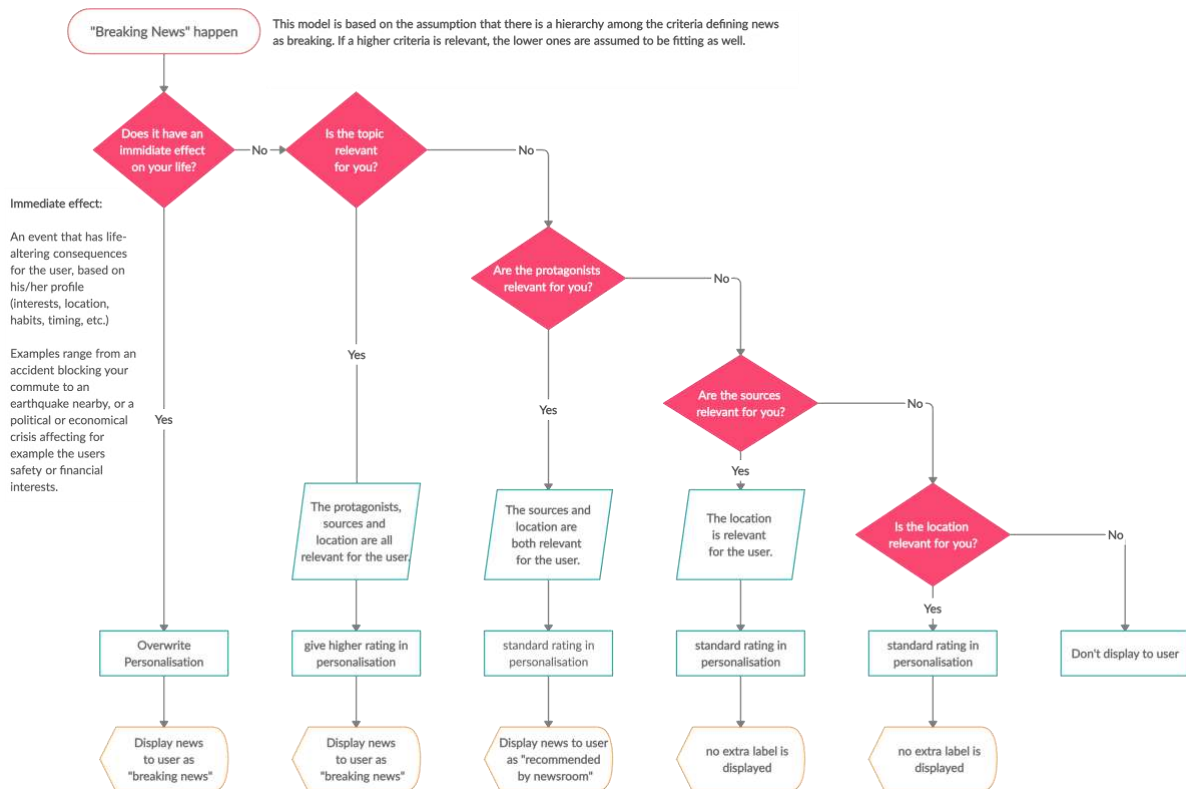 "Breaking News" happen
This model is based on the assumption that there is a hierarchy among the criteria defining news
as breaking. If a higher criteria is relevant, the lower ones are assumed to be fitting as well.
Does it have an
immidiate effect
on your life?
No
Is the topic
relevant
for you?
No
Immediate effect:
An event that has life-
altering consequences
for the user, based on
his/her profile
(interests, location,
habits, timing, etc.)
Examples range from an
accident blocking your
commute to an
earthquake nearby, or a
political or economical
crisis affecting for
example the users
safety or financial
interests.
Are the protagonists
relevant for you?
No
Yes
Yes
Yes
Are the sources
relevant for you?
No
Yes
The protagonists,
sources and
location are all
relevant for the user.
The sources and
location are
both relevant
for the user.
The location
is relevant
for the user.
Is the location
relevant for you?
No
Yes
Overwrite
Personalisation
give higher rating in
personalisation
standard rating in
personalisation
standard rating in
personalisation
standard rating in
personalisation
Don't display to user
Display news
to user as
"breaking news"
Display news
to user as
"breaking news"
Display news to user
as "recommended
by newsroom"
no extra label is
displayed
no extra label is
displayed